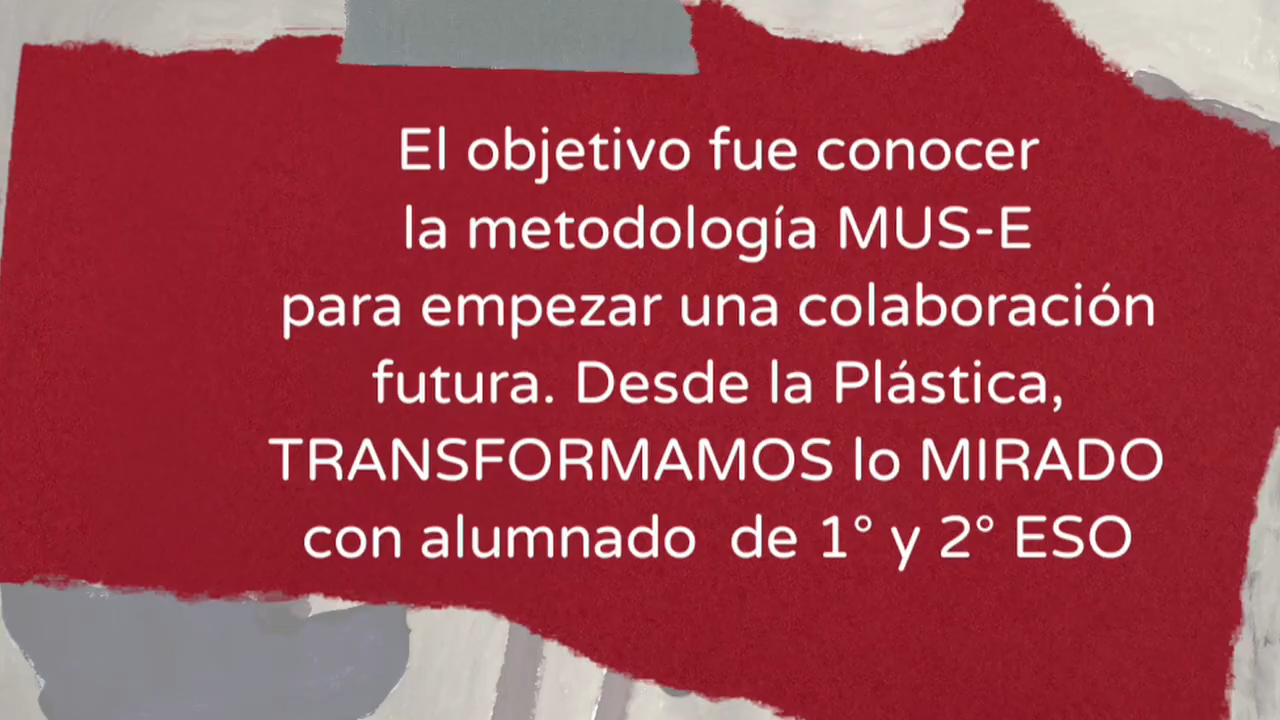 El objetivo fue conocer
la metodología MUS-E
para empezar una colaboración
futura. Desde la Plástica,
TRANSFORMAMOS lo MIRADO
con alumnado de 1° y 2° ESO